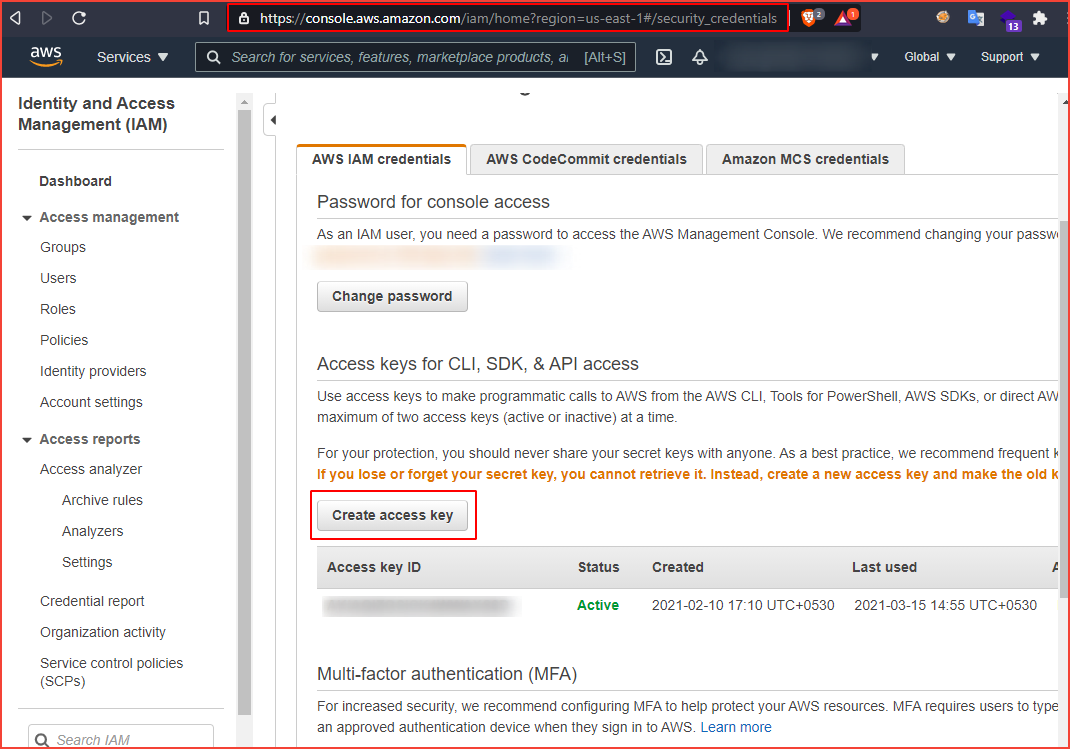 https://console.aws.amazon.com/iam/home?region=us-east-1#/security_credentials
2
1
13
aws
Services
Search for services, features, marketplace products, a
[Alt+S]
Global
Support
Identity and Access
Management (IAM)
Dashboard
Access management
Groups
Users
Roles
Policies
Identity providers
Account settings
Access reports
Access analyzer
Archive rules
Analyzers
Settings
Credential report
Organization activity
Service control policies
(SCPs)
Search IAM
AWS IAM credentials
AWS CodeCommit credentials
Amazon MCS credentials
Password for console access
As an IAM user, you need a password to access the AWS Management Console. We recommend changing your passw
Change password
Access keys for CLI, SDK, & API access
Use access keys to make programmatic calls to AWS from the AWS CLI, Tools for PowerShell, AWS SDKs, or direct AW
maximum of two access keys (active or inactive) at a time.
For your protection, you should never share your secret keys with anyone. As a best practice, we recommend frequent k
If you lose or forget your secret key, you cannot retrieve it. Instead, create a new access key and make the old k
Create access key
Access key ID Status Created Last used A
Active 2021-02-10 17:10 UTC+0530 2021-03-15 14:55 UTC+0530
Multi-factor authentication (MFA)
For increased security, we recommend configuring MFA to help protect your AWS resources. MFA requires users to type
an approved authentication device when they sign in to AWS. Learn more